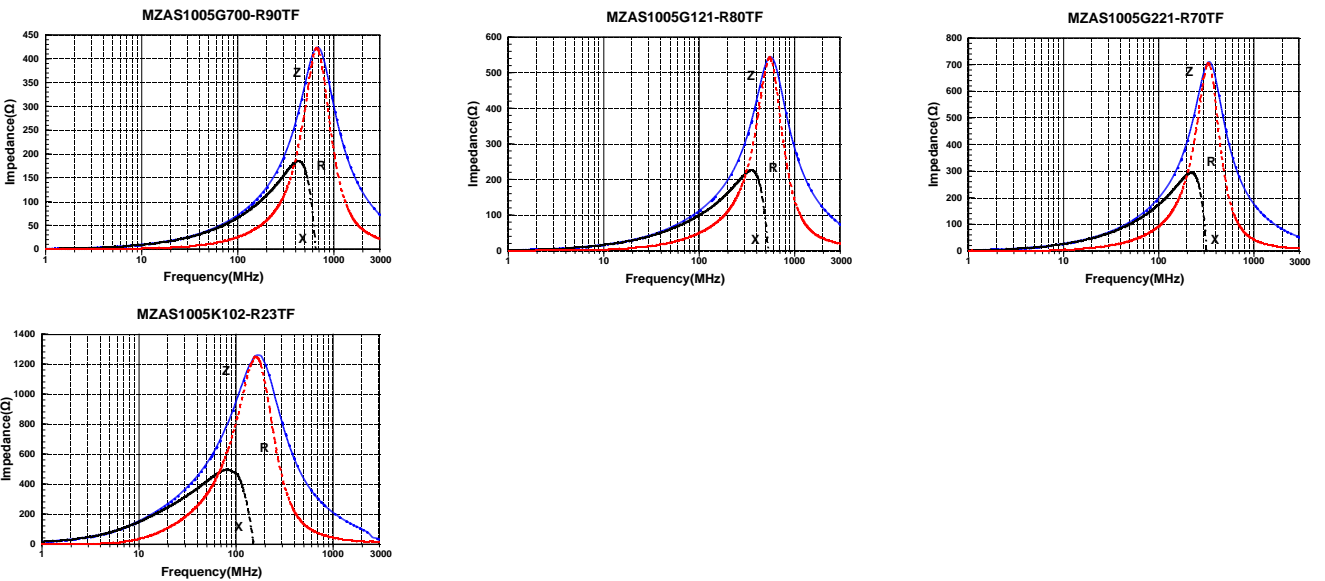 MZAS1005G700-R90TF
450
400
350
300
250
200
150
100
50
0
Impedance(Ω)
Z
R
X
1
10
100
1000
3000
Frequency(MHz)
MZAS1005G121-R80TF
600
500
400
300
200
100
0
Impedance(Ω)
Z
R
X
1
10
100
1000
3000
Frequency(MHz)
MZAS1005G221-R70TF
800
700
600
500
400
300
200
100
0
Impedance(Ω)
Z
R
X
1
10
100
1000
3000
Frequency(MHz)
MZAS1005K102-R23TF
1400
1200
1000
800
600
400
200
0
Impedance(Ω)
Z
R
X
1
10
100
1000
3000
Frequency(MHz)